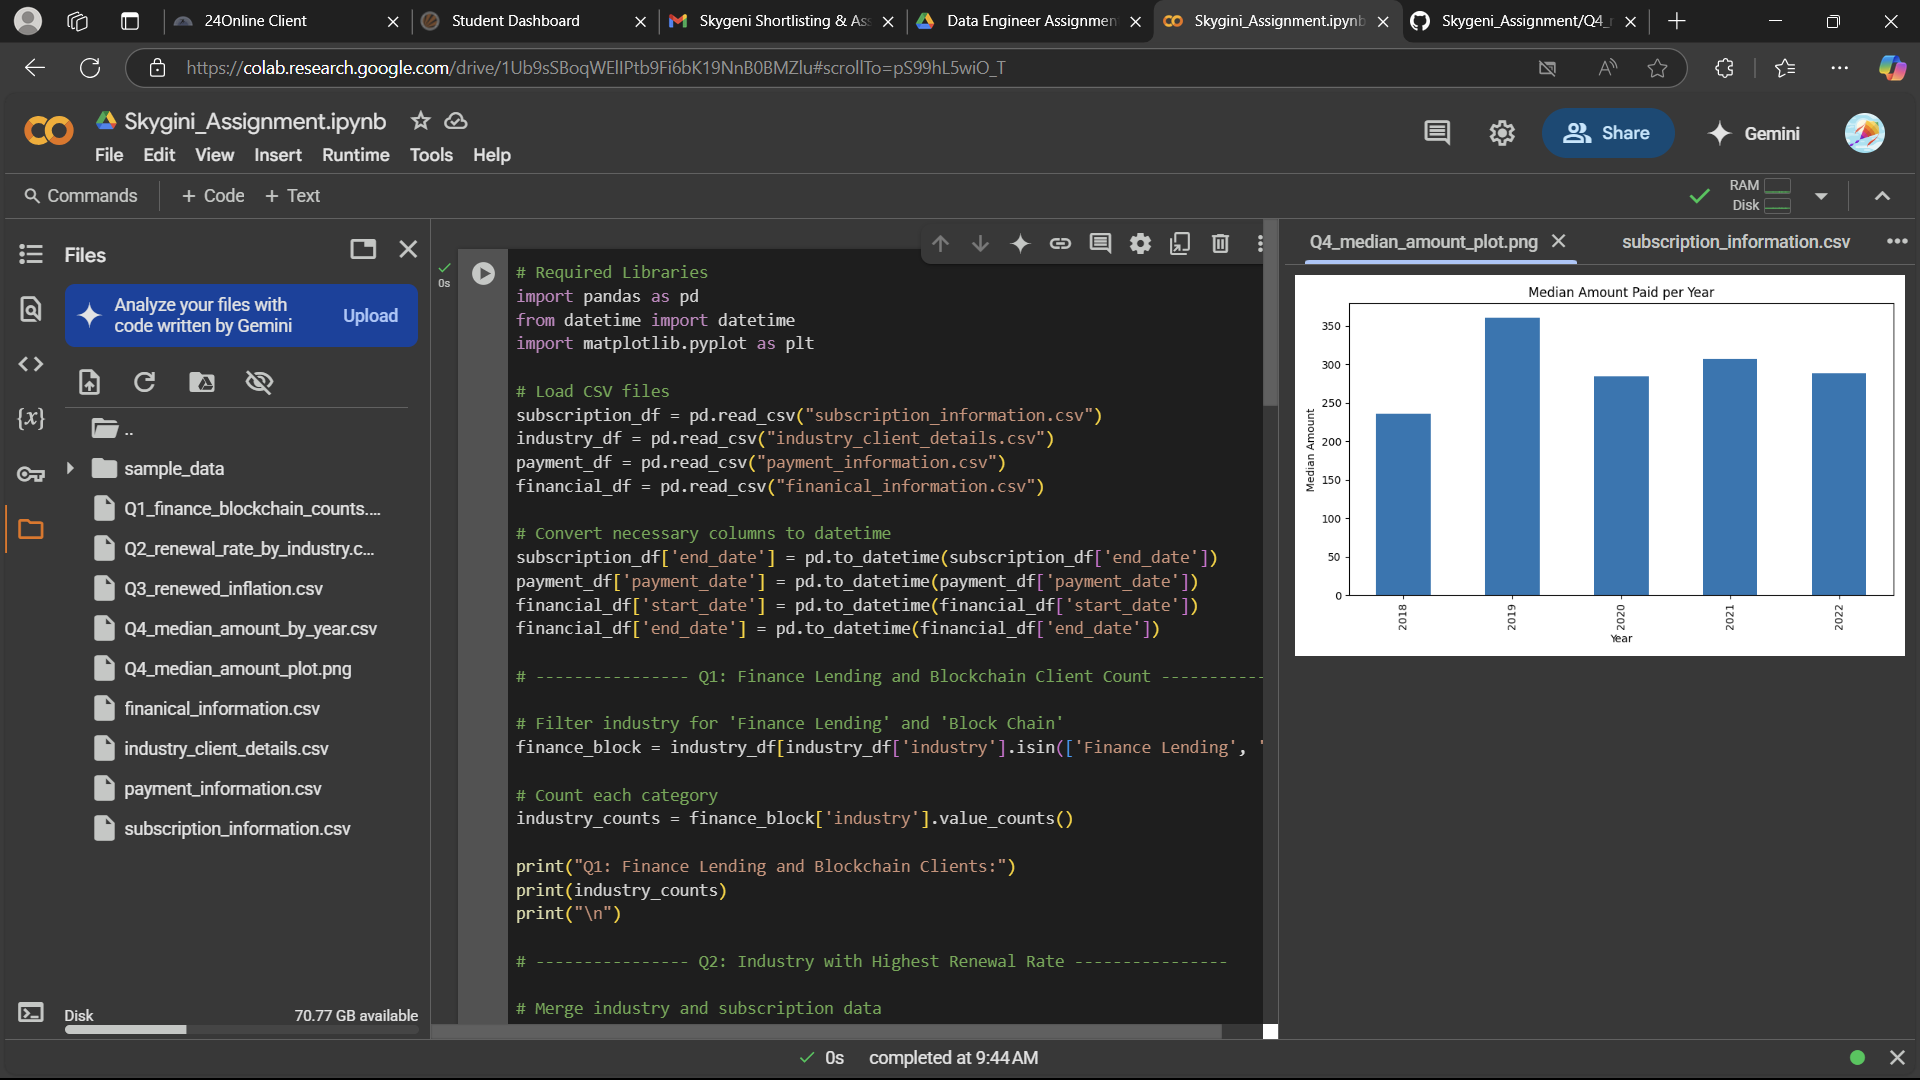 24Online Client
Student Dashboard
Skygeni Shortlisting & As
Data Engineer Assignmen
Skygini_Assignment.ipynb
Skygeni_Assignment/Q4_
https://colab.research.google.com/drive/1Ub9sSBoqWElIPtb9Fi6bK19NnB0BMZlu#scrollTo=pS99hL5wiO_T
Skygini_Assignment.ipynb
File Edit View Insert Runtime Tools Help
Share
Gemini
Commands + Code + Text
RAM
Disk
Files
Analyze your files with
code written by Gemini
Upload
..
sample_data
Q1_finance_blockchain_counts....
Q2_renewal_rate_by_industry.c...
Q3_renewed_inflation.csv
Q4_median_amount_by_year.csv
Q4_median_amount_plot.png
finanical_information.csv
industry_client_details.csv
payment_information.csv
subscription_information.csv
Disk 70.77 GB available
0s
# Required Libraries
import pandas as pd
from datetime import datetime
import matplotlib.pyplot as plt
# Load CSV files
subscription_df = pd.read_csv("subscription_information.csv")
industry_df = pd.read_csv("industry_client_details.csv")
payment_df = pd.read_csv("payment_information.csv")
financial_df = pd.read_csv("finanical_information.csv")
# Convert necessary columns to datetime
subscription_df['end_date'] = pd.to_datetime(subscription_df['end_date'])
payment_df['payment_date'] = pd.to_datetime(payment_df['payment_date'])
financial_df['start_date'] = pd.to_datetime(financial_df['start_date'])
financial_df['end_date'] = pd.to_datetime(financial_df['end_date'])
# ---------------- Q1: Finance Lending and Blockchain Client Count -----------
# Filter industry for 'Finance Lending' and 'Block Chain'
finance_block = industry_df[industry_df['industry'].isin(['Finance Lending', '
# Count each category
industry_counts = finance_block['industry'].value_counts()
print("Q1: Finance Lending and Blockchain Clients:")
print(industry_counts)
print("\n")
# ---------------- Q2: Industry with Highest Renewal Rate ----------------
# Merge industry and subscription data
Q4_median_amount_plot.png
subscription_information.csv
Median Amount Paid per Year
350
300
250
200
150
100
50
0
Median Amount
2018
2019
2020
2021
2022
Year
0s completed at 9:44 AM